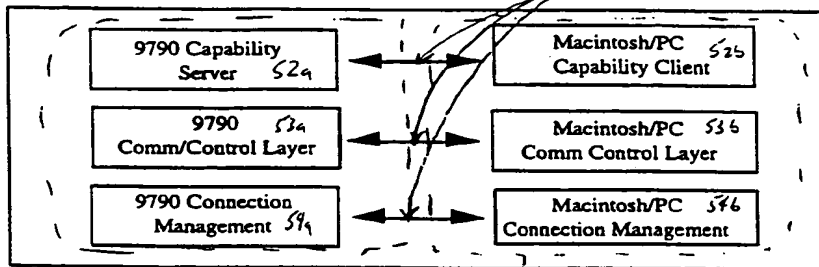 9790 Capability
Server 52a
Macintosh/PC 52b
Capability Client
9790 53a
Comm/Control Layer
Macintosh/PC 53b
Comm Control Layer
9790 Connection
Management 54a
Macintosh/PC 54b
Connection Management